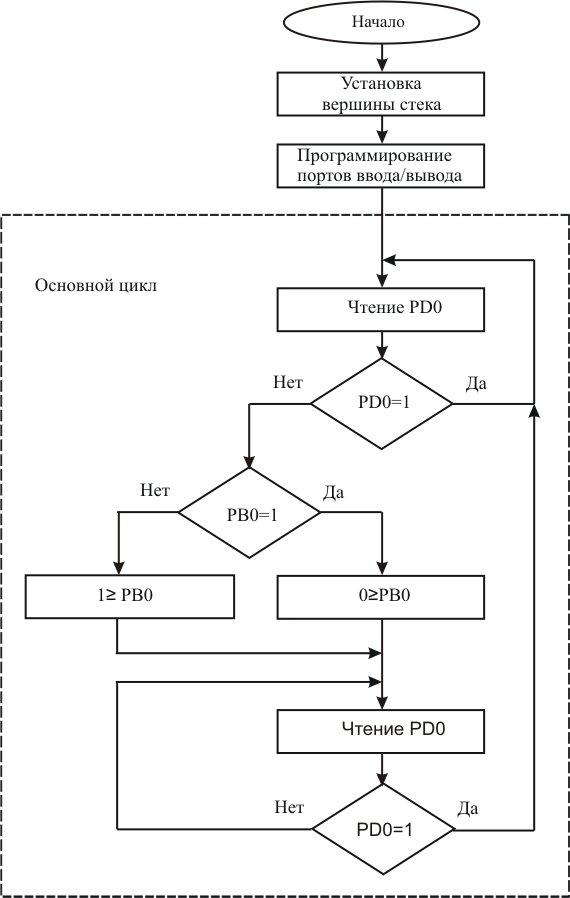 Начало
Установка
вершины стека
Программирование
портов ввода/вывода
Основной цикл
Чтение PD0
Нет
Да
PD0=1
Нет
Да
PB0=1
1≥ PB0
0≥PB0
Чтение PD0
Нет
Да
PD0=1